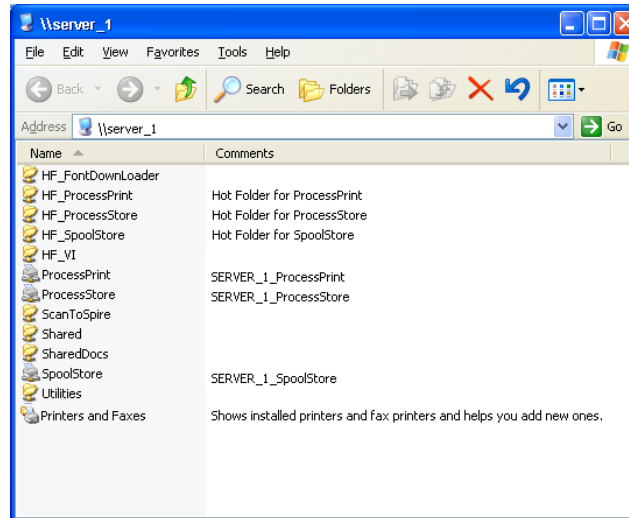 \\server_1
File Edit View Favorites Tools Help
Back Search Folders
Address \\server_1 Go
Name Comments
HF_FontDownLoader
HF_ProcessPrint Hot Folder for ProcessPrint
HF_ProcessStore Hot Folder for ProcessStore
HF_SpoolStore Hot Folder for SpoolStore
HF_VI
ProcessPrint SERVER_1_ProcessPrint
ProcessStore SERVER_1_ProcessStore
ScanToSpire
Shared
SharedDocs
SpoolStore SERVER_1_SpoolStore
Utilities
Printers and Faxes Shows installed printers and fax printers and helps you add new ones.